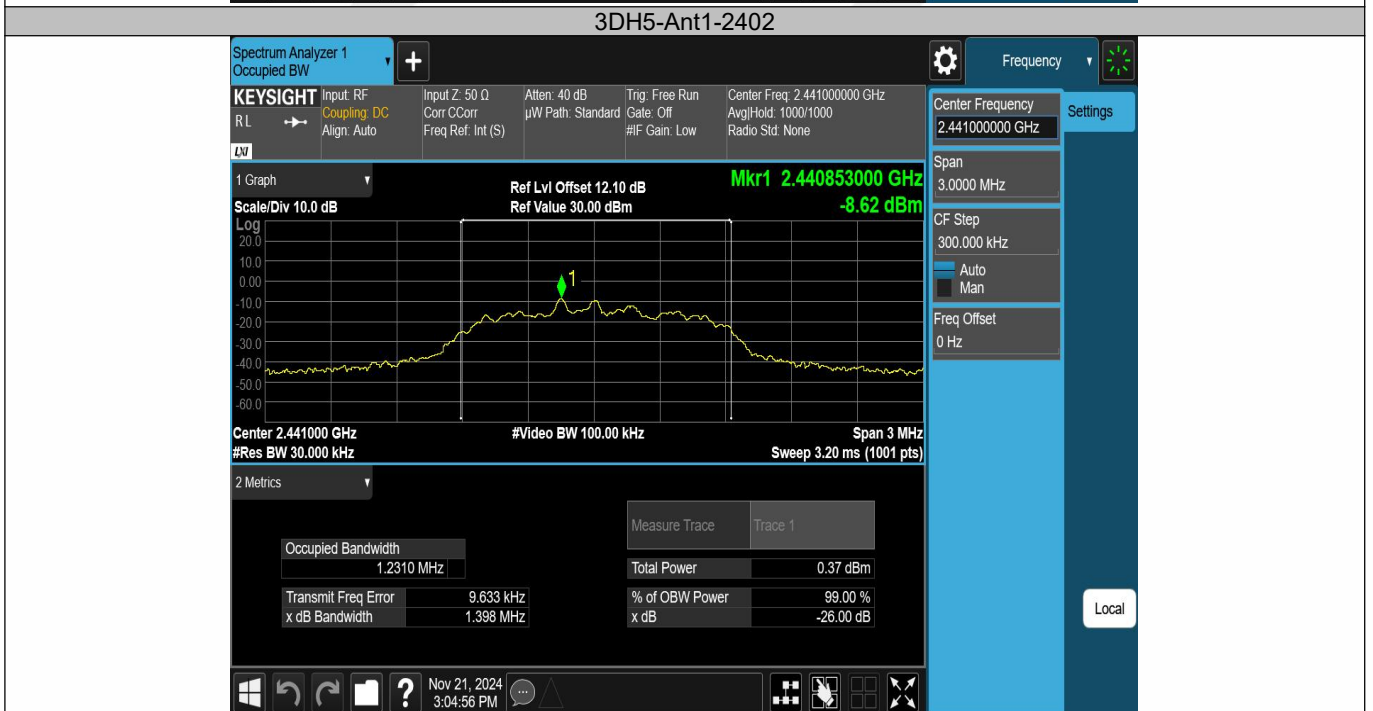 3DH5-Ant1-2402
Spectrum Analyzer 1
Occupied BW
Frequency
KEYSIGHT
RL
LXI
Input: RF
Coupling: DC
Align: Auto
Input Z: 50 Ω
Corr CCorr
Freq Ref: Int (S)
Atten: 40 dB
µW Path: Standard
Trig: Free Run
Gate: Off
#IF Gain: Low
Center Freq: 2.441000000 GHz
Avg|Hold: 1000/1000
Radio Std: None
Center Frequency
2.441000000 GHz
Settings
Span
3.0000 MHz
CF Step
300.000 kHz
Auto
Man
Freq Offset
0 Hz
Local
1 Graph
Scale/Div 10.0 dB
Ref Lvl Offset 12.10 dB
Ref Value 30.00 dBm
Mkr1 2.440853000 GHz
-8.62 dBm
Log
20.0
10.0
0.00
-10.0
-20.0
-30.0
-40.0
-50.0
-60.0
1
Center 2.441000 GHz
#Res BW 30.000 kHz
#Video BW 100.00 kHz
Span 3 MHz
Sweep 3.20 ms (1001 pts)
2 Metrics
Measure Trace Trace 1
Occupied Bandwidth
1.2310 MHz
Total Power 0.37 dBm
Transmit Freq Error 9.633 kHz
% of OBW Power 99.00 %
x dB Bandwidth 1.398 MHz
x dB -26.00 dB
Nov 21, 2024
3:04:56 PM